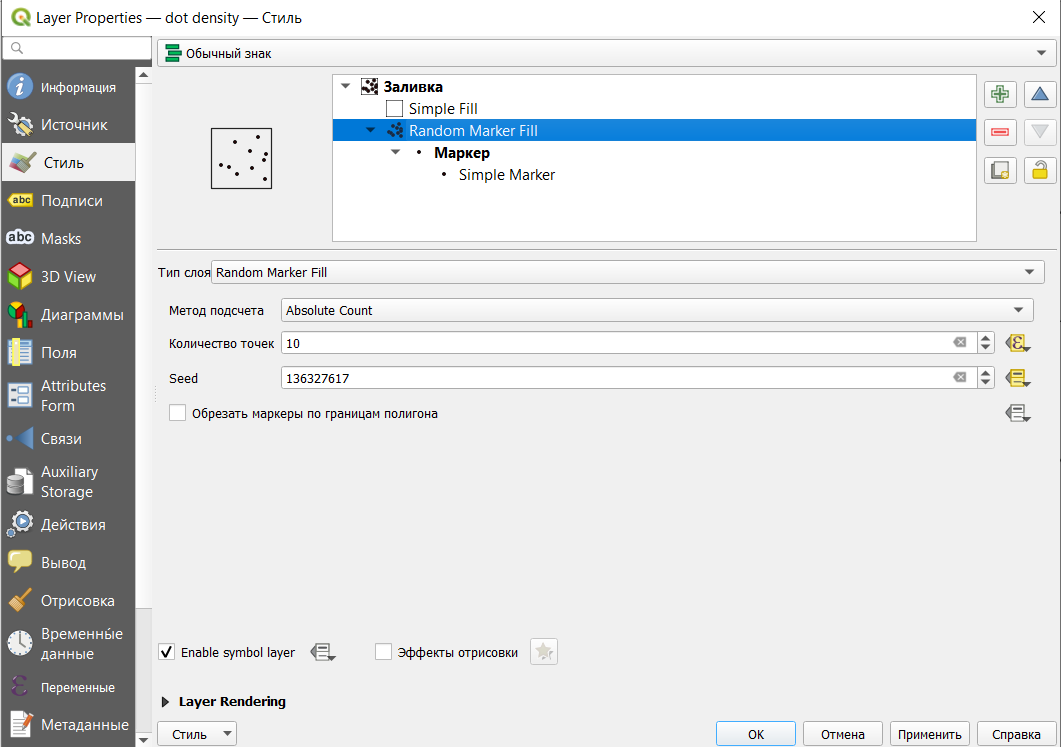 Layer Properties — dot density — Стиль
Обычный знак
Информация
Источник
Стиль
abc Подписи
abc Masks
3D View
Диаграммы
Поля
Attributes
Form
Связи
Auxiliary
Storage
Действия
Вывод
Отрисовка
Временные
данные
Переменные
Метаданные
Заливка
Simple Fill
Random Marker Fill
Маркер
Simple Marker
Тип слоя Random Marker Fill
Метод подсчета Absolute Count
Количество точек 10
Seed 136327617
Обрезать маркеры по границам полигона
Enable symbol layer Эффекты отрисовки
Layer Rendering
Стиль OK Отмена Применить Справка